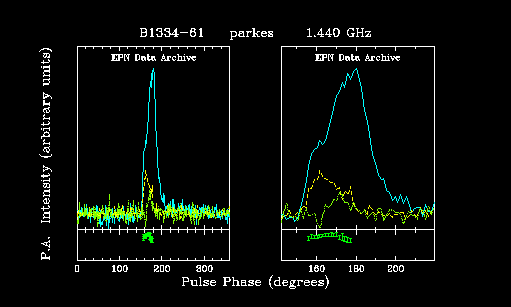 B1334-61 parkes 1.440 GHz
EPN Data Archive EPN Data Archive
P.A. Intensity (arbitrary units)
0 100 200 300 160 180 200
Pulse Phase (degrees)